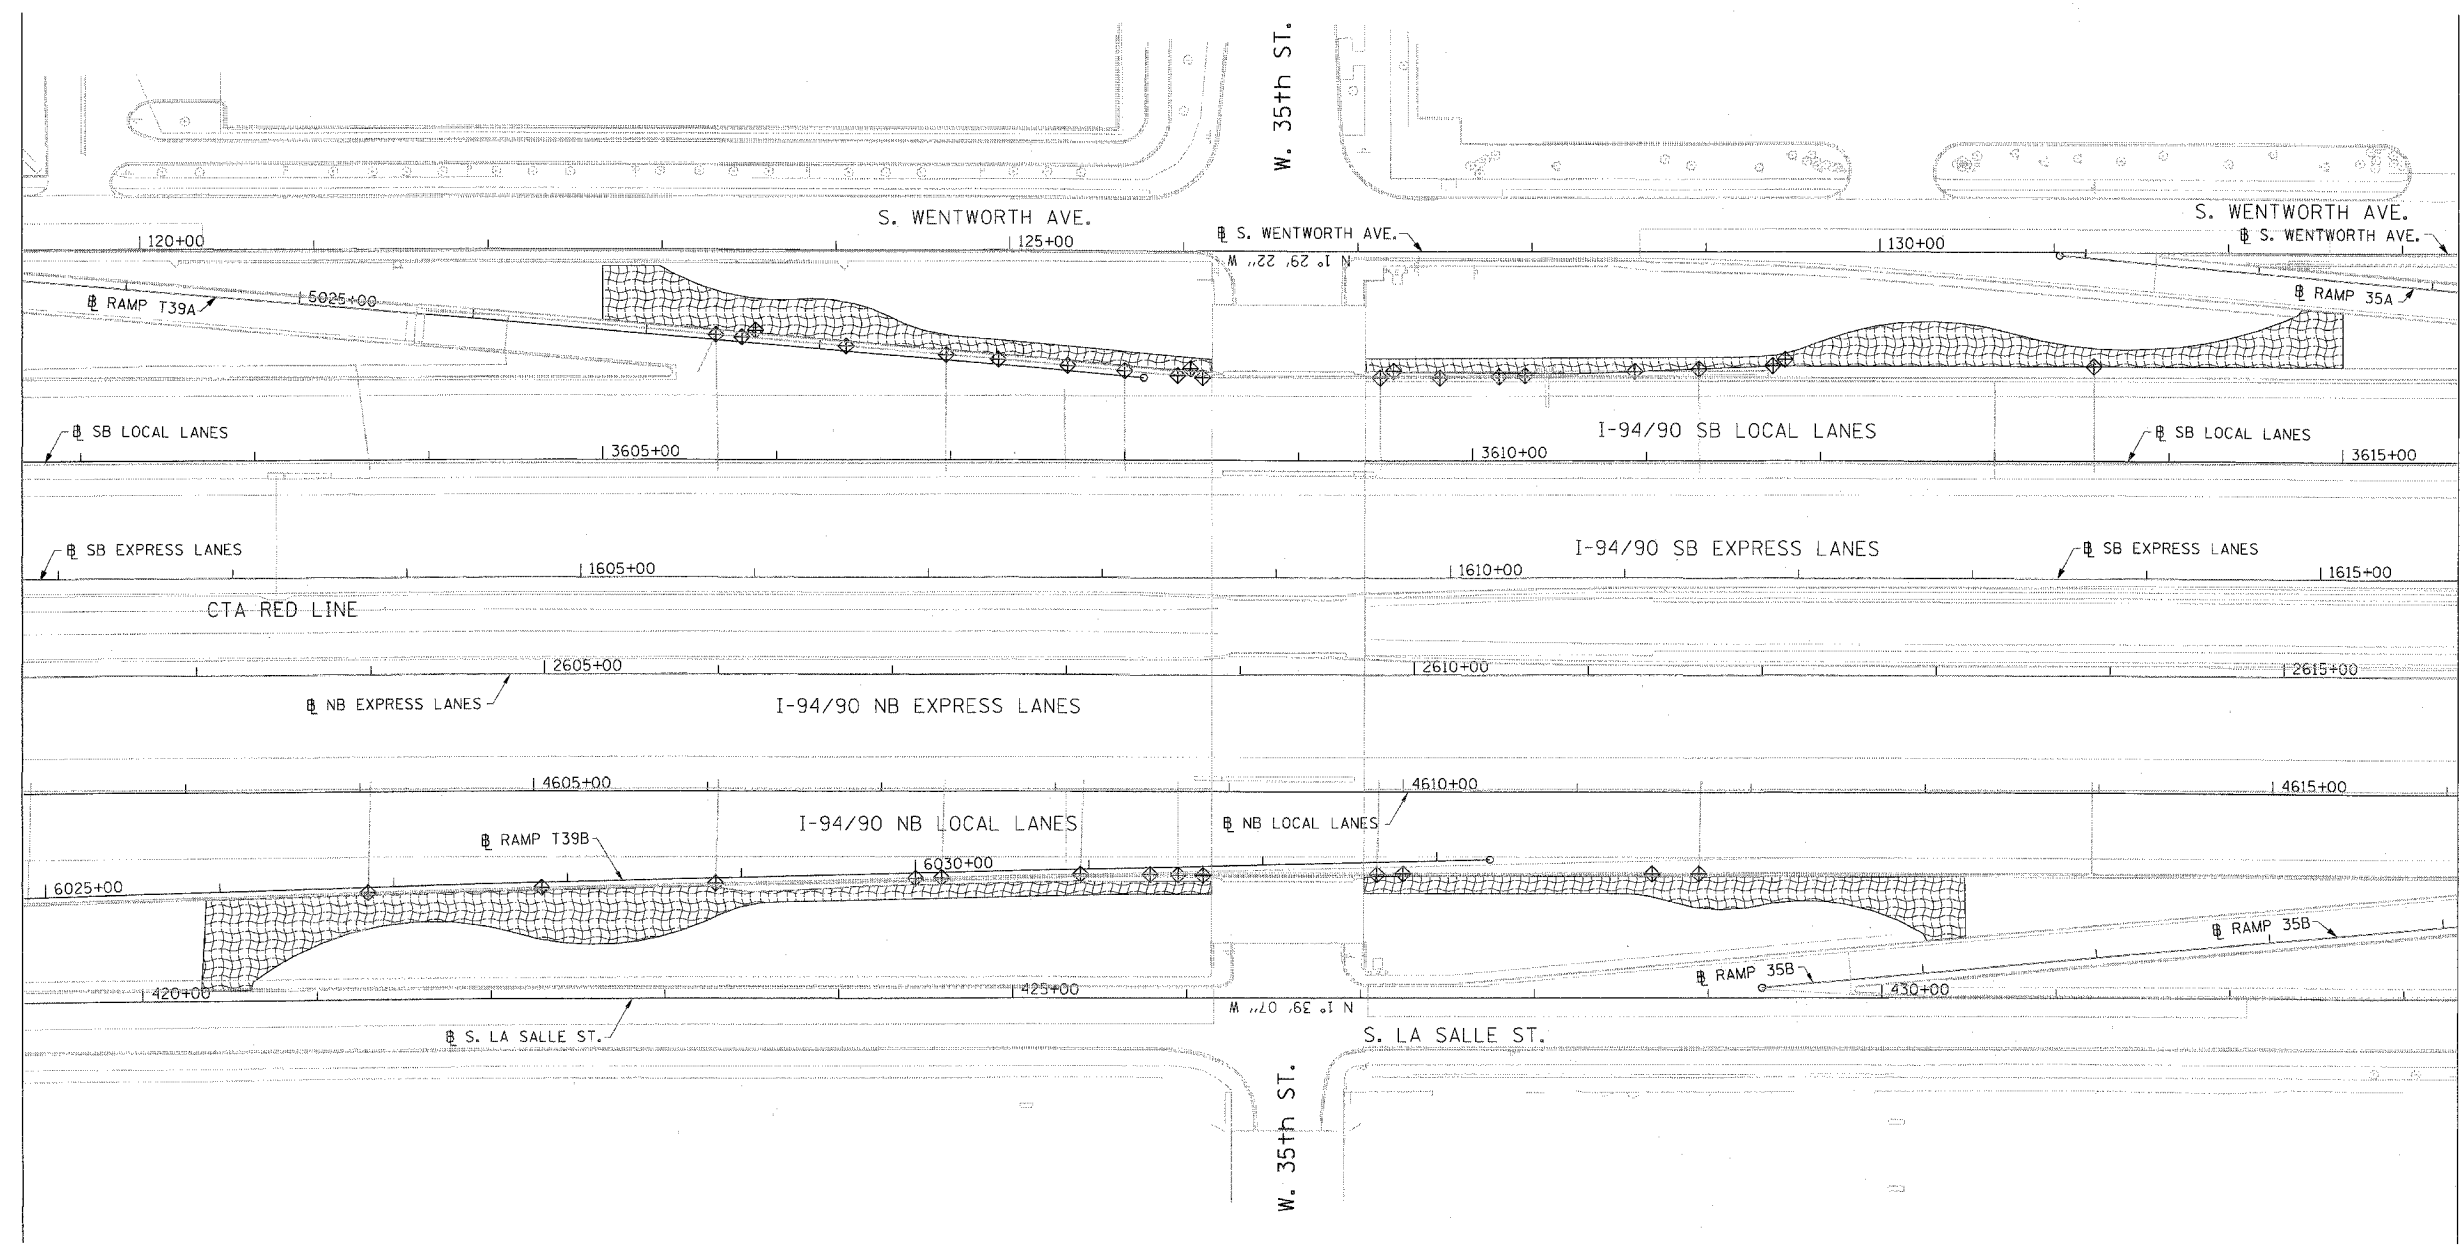 W. 35th ST.
S. WENTWORTH AVE.
S. WENTWORTH AVE.
120+00
125+00
℄ S. WENTWORTH AVE.
130+00
℄ S. WENTWORTH AVE.
N 1° 29' 22" W
℄ RAMP T39A
5025+00
℄ RAMP 35A
℄ SB LOCAL LANES
I-94/90 SB LOCAL LANES
℄ SB LOCAL LANES
3605+00
3610+00
3615+00
℄ SB EXPRESS LANES
I-94/90 SB EXPRESS LANES
℄ SB EXPRESS LANES
1605+00
1610+00
1615+00
CTA RED LINE
2605+00
2610+00
2615+00
℄ NB EXPRESS LANES
I-94/90 NB EXPRESS LANES
4605+00
4610+00
4615+00
℄ RAMP T39B
I-94/90 NB LOCAL LANES
℄ NB LOCAL LANES
6025+00
6030+00
℄ RAMP 35B
℄ RAMP 35B
420+00
425+00
430+00
N 1° 39' 07" W
℄ S. LA SALLE ST.
S. LA SALLE ST.
W. 35th ST.